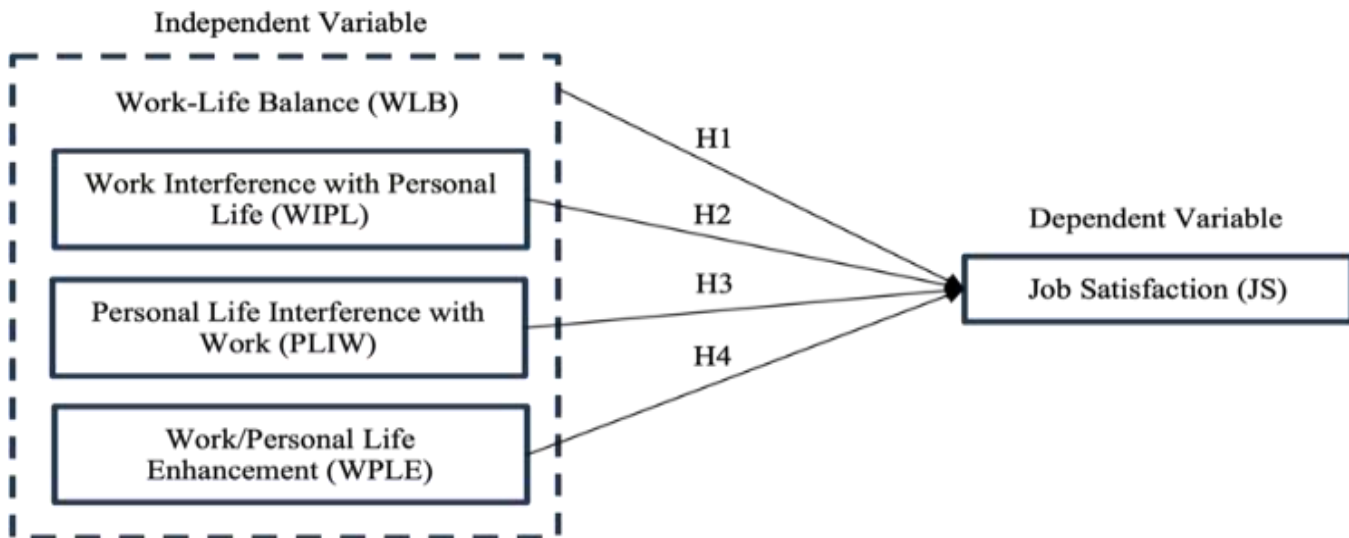 Independent Variable
Work-Life Balance (WLB)
Work Interference with Personal
Life (WIPL)
Personal Life Interference with
Work (PLIW)
Work/Personal Life
Enhancement (WPLE)
H1
H2
H3
H4
Dependent Variable
Job Satisfaction (JS)